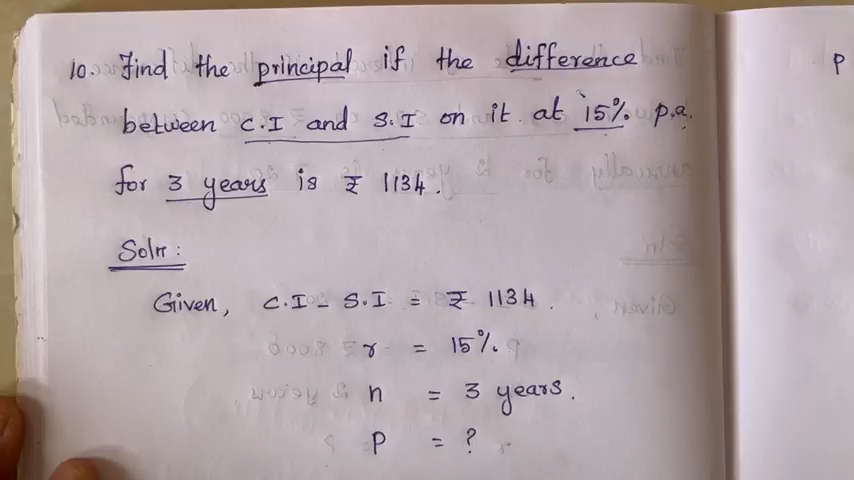 10. Find the principal if the difference
between C.I and S.I on it at 15% p.a.
for 3 years is ₹ 1134.
Soln:
Given, C.I - S.I = ₹ 1134.
r = 15%.
n = 3 years.
P = ?
P